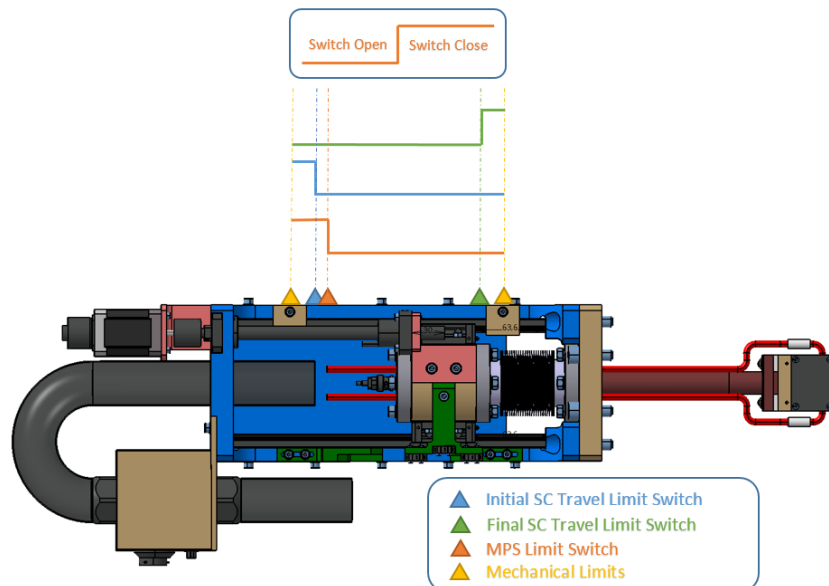 Switch Open
Switch Close
63.6
Initial SC Travel Limit Switch
Final SC Travel Limit Switch
MPS Limit Switch
Mechanical Limits